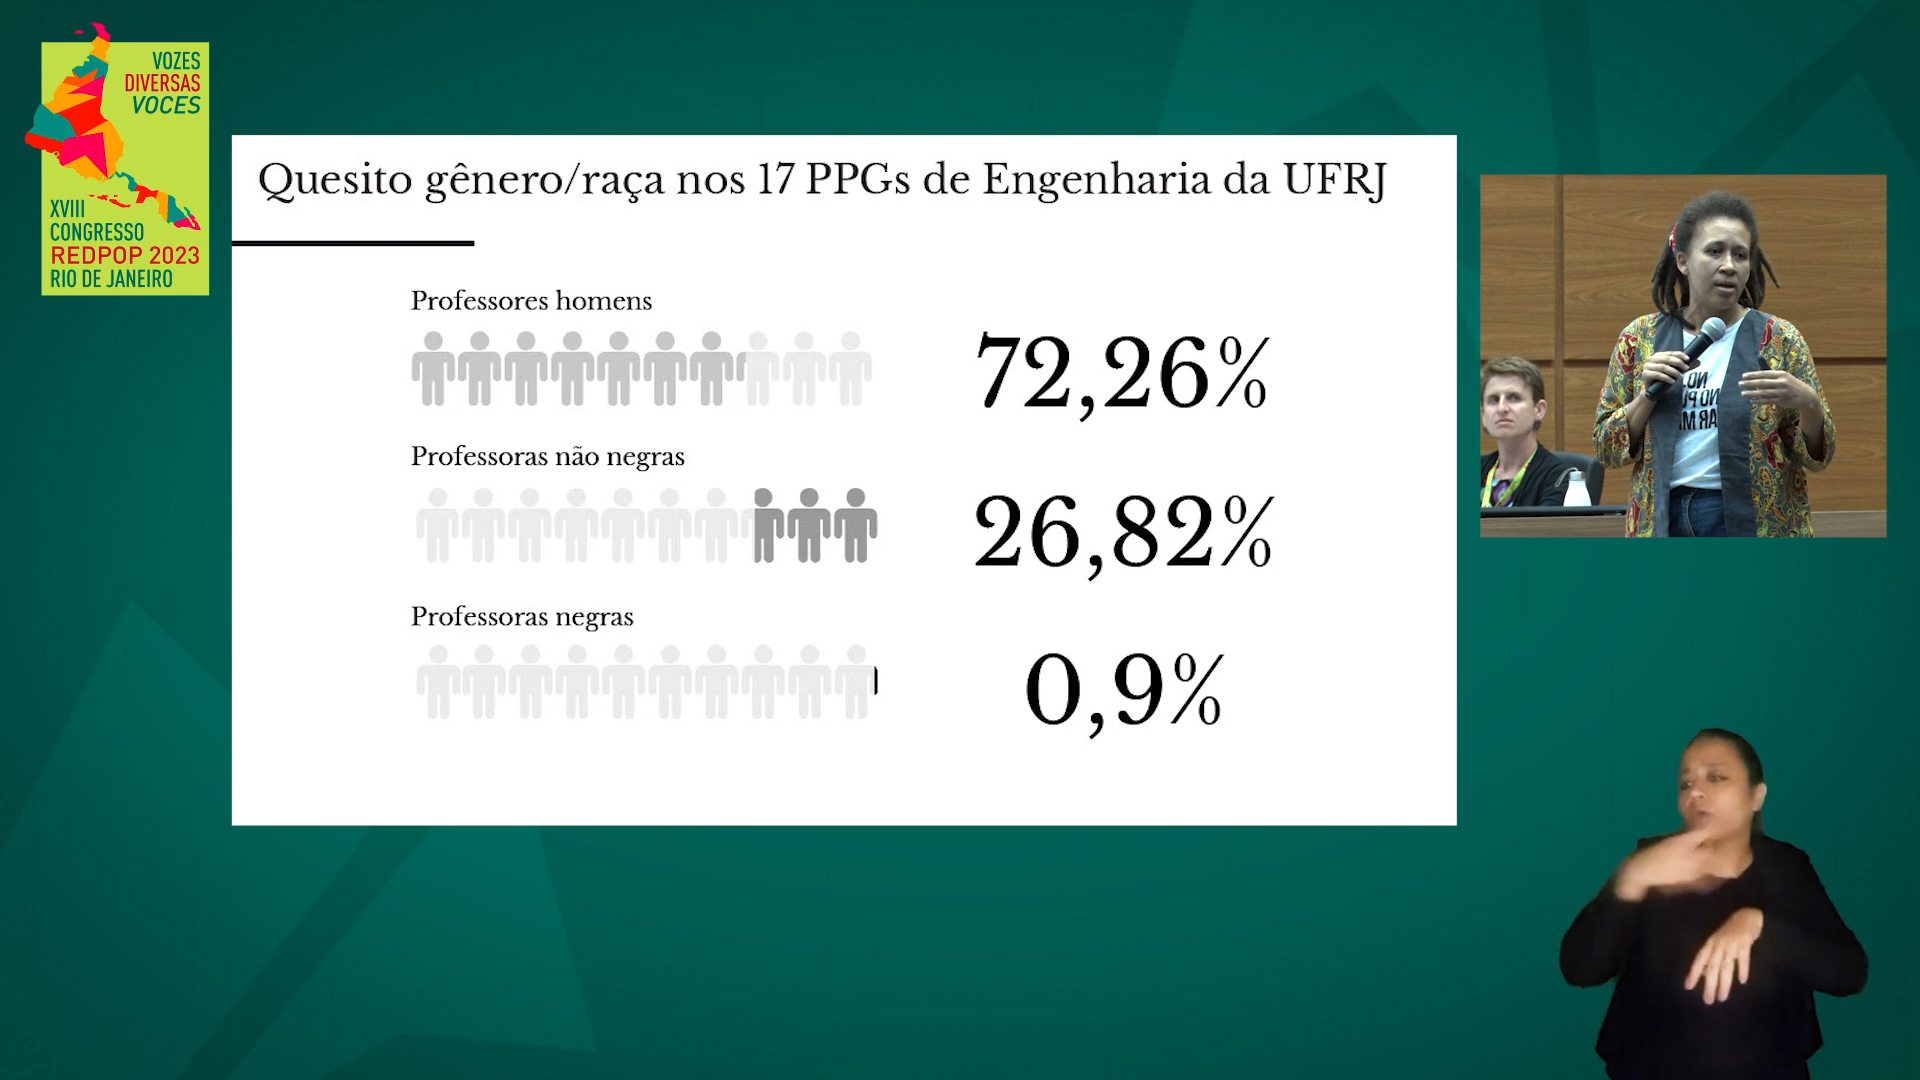 VOZES
DIVERSAS
VOCES
XVIII
CONGRESSO
REDPOP 2023
RIO DE JANEIRO
Quesito gênero/raça nos 17 PPGs de Engenharia da UFRJ
Professores homens
72,26%
Professoras não negras
26,82%
Professoras negras
0,9%